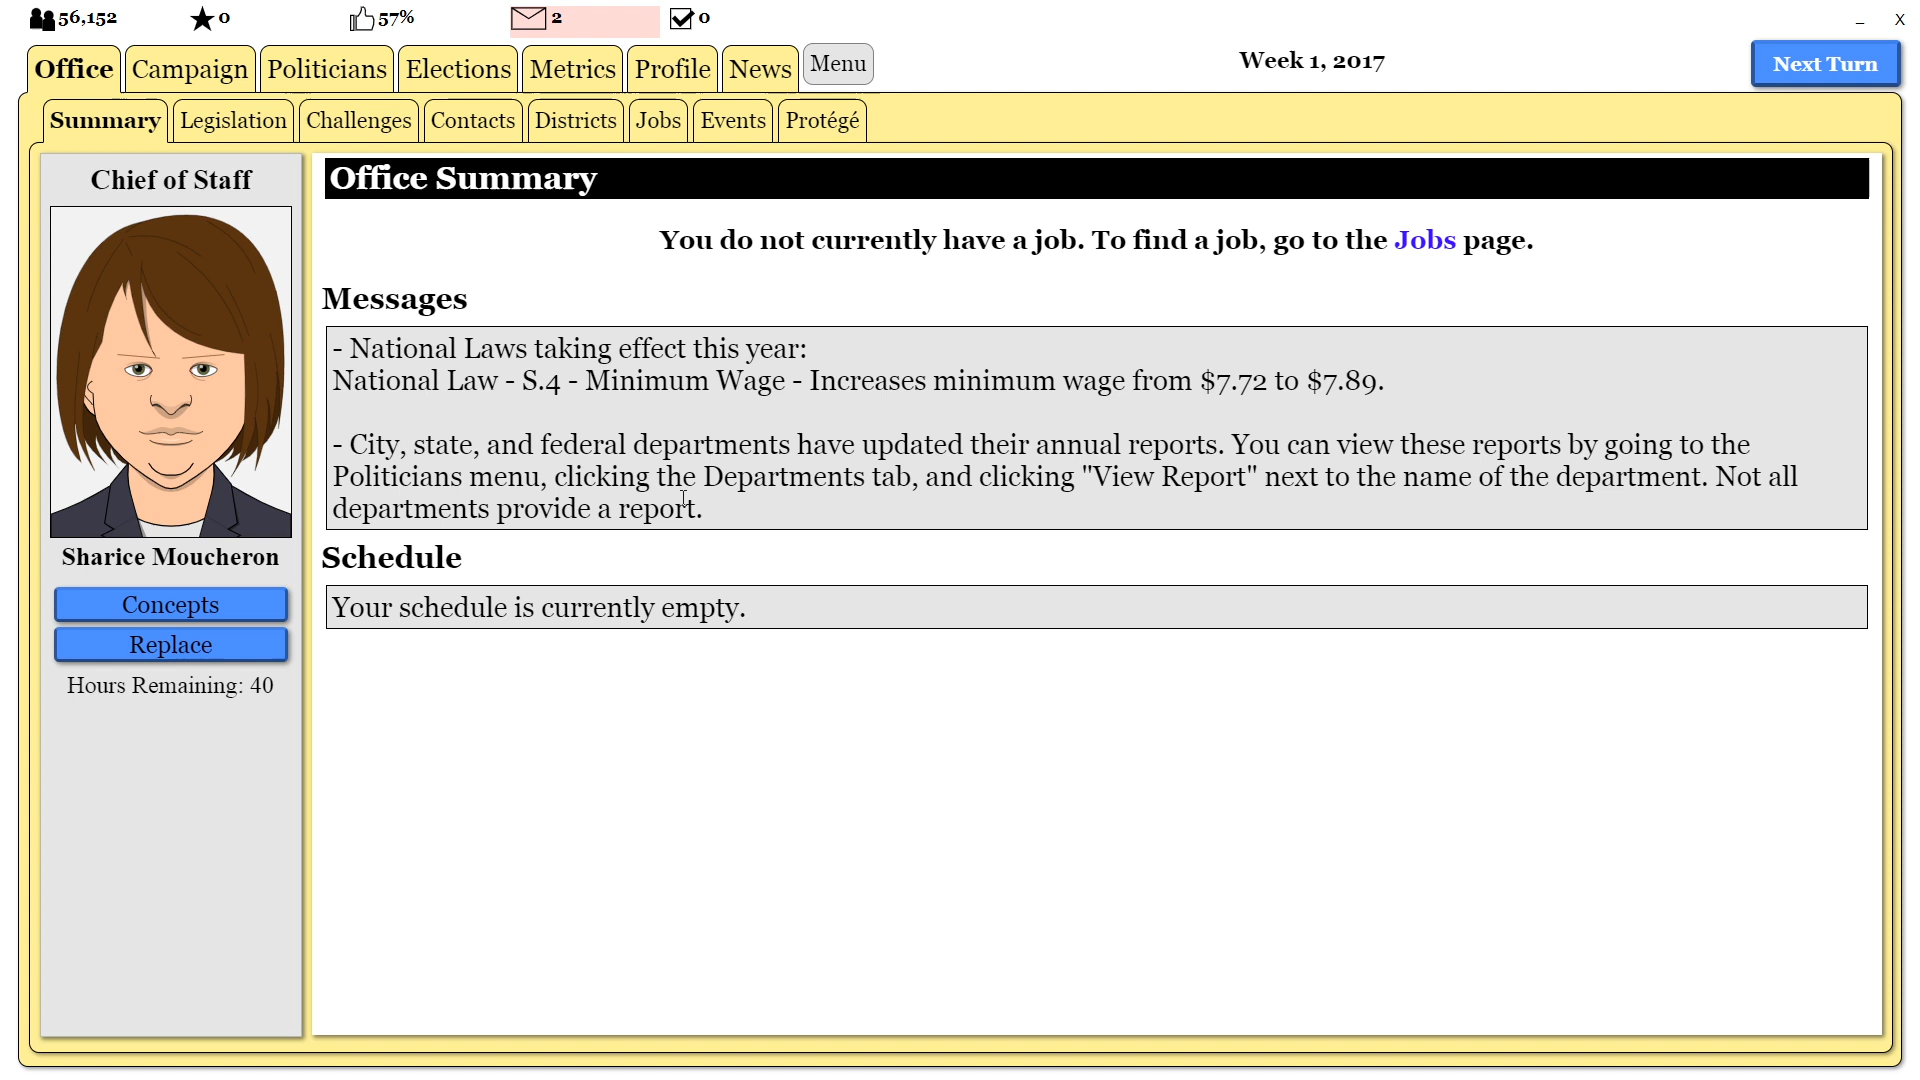 56,152 0 57% 2 0 _ X
Office Campaign Politicians Elections Metrics Profile News Menu Week 1, 2017 Next Turn
Summary Legislation Challenges Contacts Districts Jobs Events Protégé
Chief of Staff
Sharice Moucheron
Concepts
Replace
Hours Remaining: 40
Office Summary
You do not currently have a job. To find a job, go to the Jobs page.
Messages
- National Laws taking effect this year:
National Law - S.4 - Minimum Wage - Increases minimum wage from $7.72 to $7.89.
- City, state, and federal departments have updated their annual reports. You can view these reports by going to the
Politicians menu, clicking the Departments tab, and clicking "View Report" next to the name of the department. Not all
departments provide a report.
Schedule
Your schedule is currently empty.